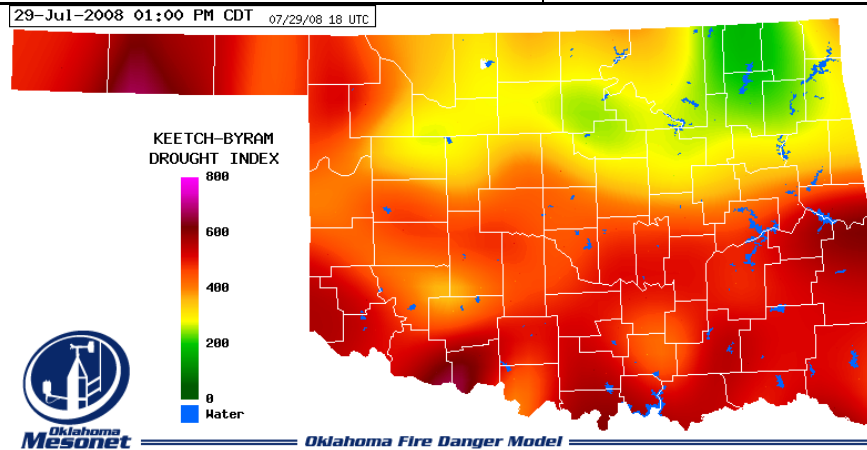 29-Jul-2008 01:00 PM CDT 07/29/08 18 UTC
KEETCH-BYRAM
DROUGHT INDEX
800
600
400
200
0
Water
Oklahoma
Mesonet
Oklahoma Fire Danger Model